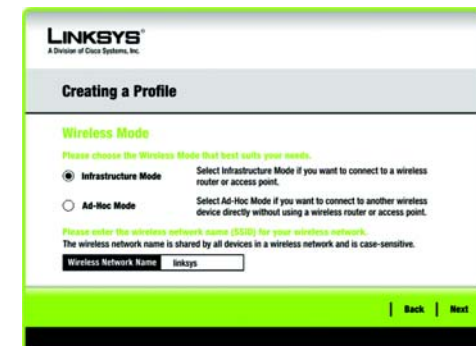 LINKSYS®
A Division of Cisco Systems, Inc.
Creating a Profile
Wireless Mode
Please choose the Wireless Mode that best suits your needs.
Infrastructure Mode
Select Infrastructure Mode if you want to connect to a wireless
router or access point.
Ad-Hoc Mode
Select Ad-Hoc Mode if you want to connect to another wireless
device directly without using a wireless router or access point.
Please enter the wireless network name (SSID) for your wireless network.
The wireless network name is shared by all devices in a wireless network and is case-sensitive.
Wireless Network Name linksys
Back Next